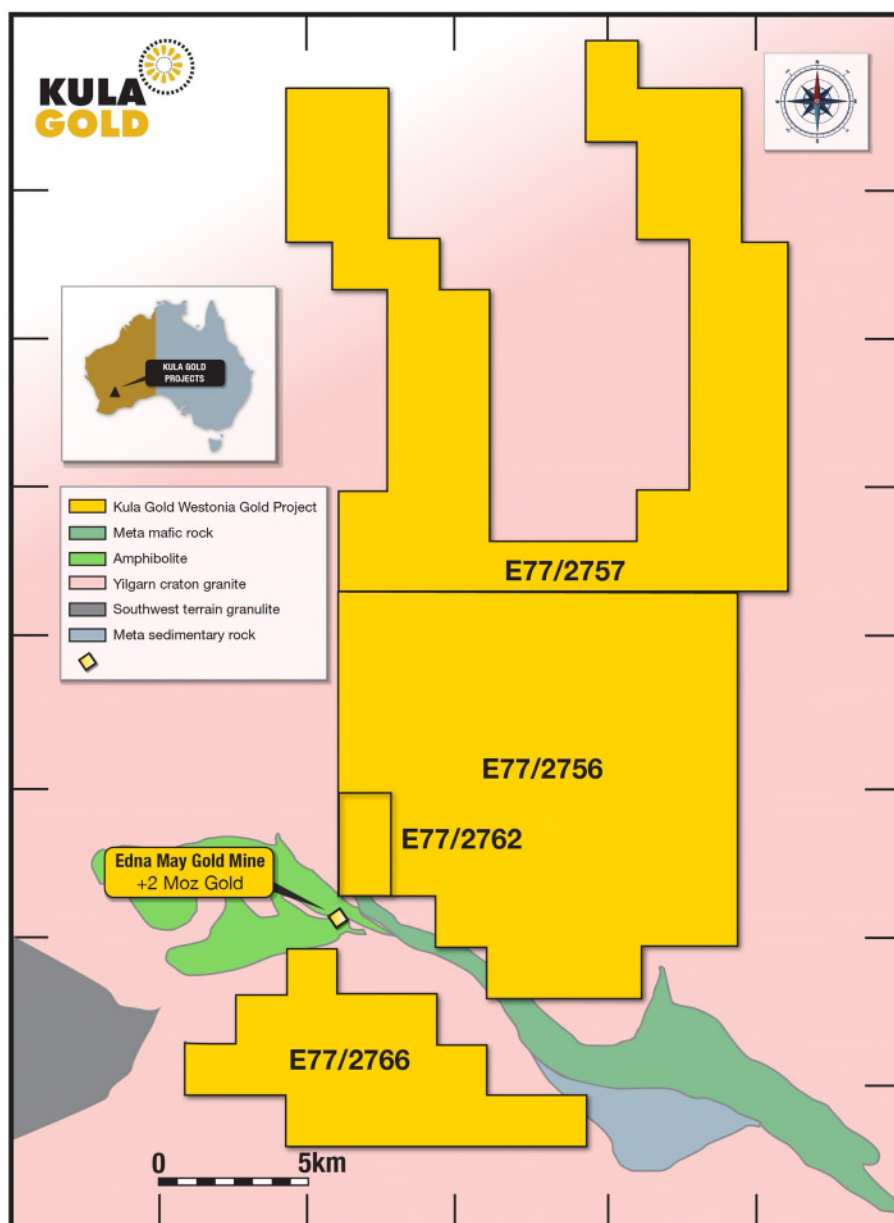 KULA
GOLD
KULA GOLD
PROJECTS
Kula Gold Westonia Gold Project
Meta mafic rock
Amphibolite
Yilgarn craton granite
Southwest terrain granulite
Meta sedimentary rock
E77/2757
E77/2756
E77/2762
Edna May Gold Mine
+2 Moz Gold
E77/2766
0
5km